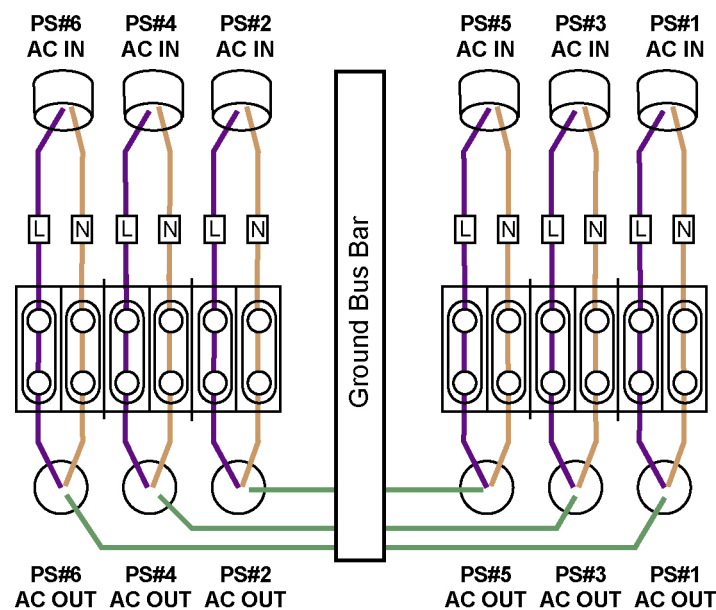 PS#6 PS#4 PS#2 PS#5 PS#3 PS#1
AC IN AC IN AC IN AC IN AC IN AC IN
L N L N L N L N L N L N
Ground Bus Bar
PS#6 PS#4 PS#2 PS#5 PS#3 PS#1
AC OUT AC OUT AC OUT AC OUT AC OUT AC OUT